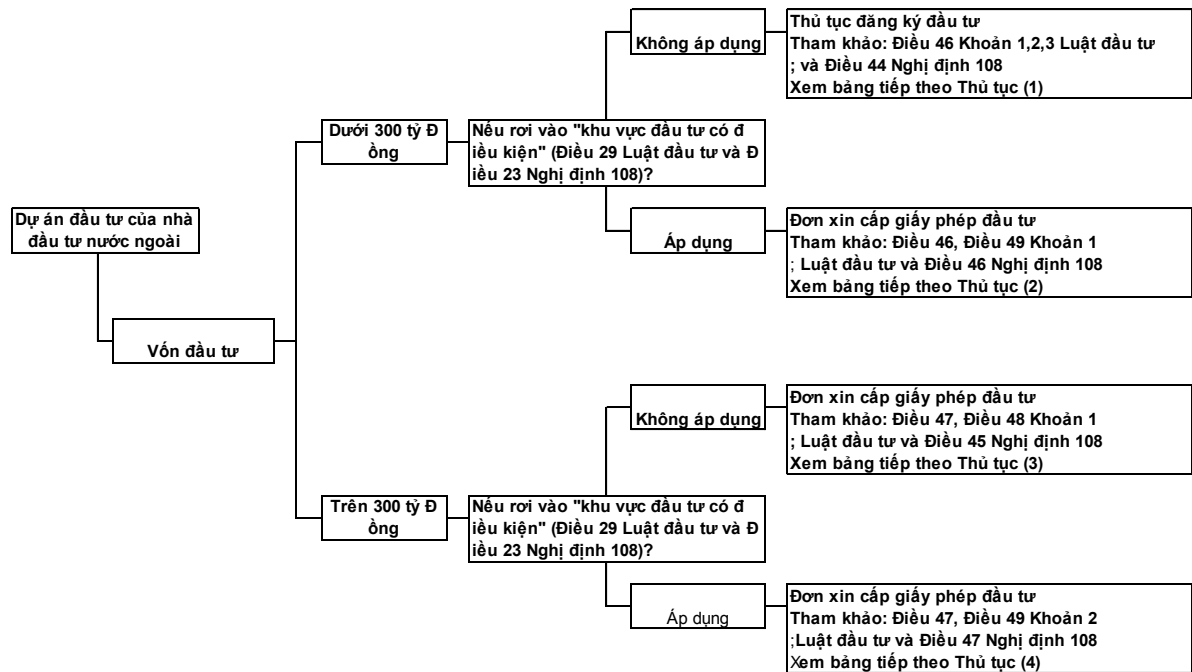 Dự án đầu tư của nhà
đầu tư nước ngoài
Vốn đầu tư
Dưới 300 tỷ Đ
ồng
Nếu rơi vào "khu vực đầu tư có đ
iều kiện" (Điều 29 Luật đầu tư và Đ
iều 23 Nghị định 108)?
Không áp dụng
Thủ tục đăng ký đầu tư
Tham khảo: Điều 46 Khoản 1,2,3 Luật đầu tư
; và Điều 44 Nghị định 108
Xem bảng tiếp theo Thủ tục (1)
Áp dụng
Đơn xin cấp giấy phép đầu tư
Tham khảo: Điều 46, Điều 49 Khoản 1
; Luật đầu tư và Điều 46 Nghị định 108
Xem bảng tiếp theo Thủ tục (2)
Trên 300 tỷ Đ
ồng
Nếu rơi vào "khu vực đầu tư có đ
iều kiện" (Điều 29 Luật đầu tư và Đ
iều 23 Nghị định 108)?
Không áp dụng
Đơn xin cấp giấy phép đầu tư
Tham khảo: Điều 47, Điều 48 Khoản 1
; Luật đầu tư và Điều 45 Nghị định 108
Xem bảng tiếp theo Thủ tục (3)
Áp dụng
Đơn xin cấp giấy phép đầu tư
Tham khảo: Điều 47, Điều 49 Khoản 2
;Luật đầu tư và Điều 47 Nghị định 108
Xem bảng tiếp theo Thủ tục (4)